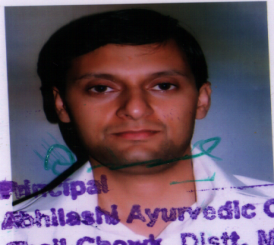 Principal
Abhilashi Ayurvedic C
Chowk, Distt. M